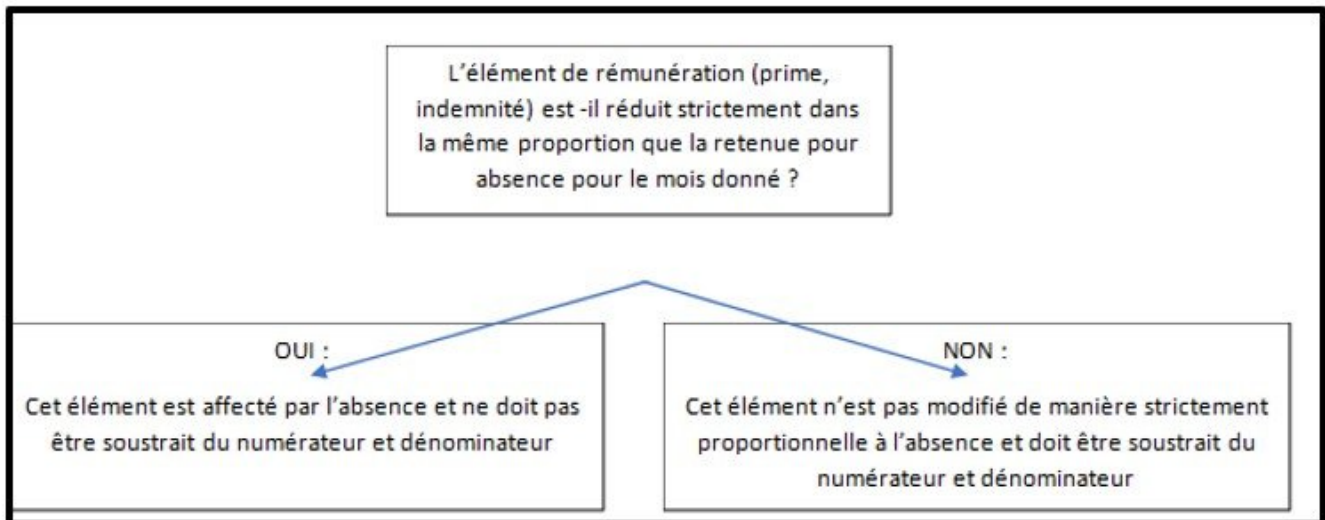 L'élément de rémunération (prime,
indemnité) est -il réduit strictement dans
la même proportion que la retenue pour
absence pour le mois donné ?
OUI :
Cet élément est affecté par l'absence et ne doit pas
être soustrait du numérateur et dénominateur
NON :
Cet élément n'est pas modifié de manière strictement
proportionnelle à l'absence et doit être soustrait du
numérateur et dénominateur